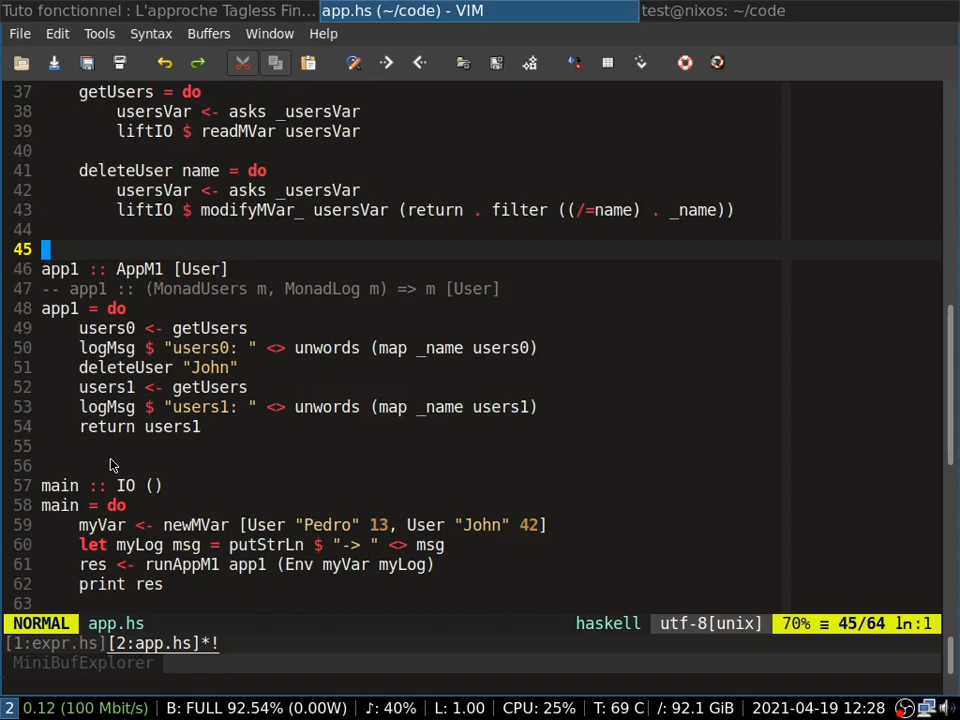 Tuto fonctionnel : L'approche Tagless Fin... app.hs (~/code) - VIM test@nixos: ~/code
File Edit Tools Syntax Buffers Window Help
37 getUsers = do
38 usersVar <- asks _usersVar
39 liftIO $ readMVar usersVar
40
41 deleteUser name = do
42 usersVar <- asks _usersVar
43 liftIO $ modifyMVar_ usersVar (return . filter ((/=name) . _name))
44
45
46 app1 :: AppM1 [User]
47 -- app1 :: (MonadUsers m, MonadLog m) => m [User]
48 app1 = do
49 users0 <- getUsers
50 logMsg $ "users0: " <> unwords (map _name users0)
51 deleteUser "John"
52 users1 <- getUsers
53 logMsg $ "users1: " <> unwords (map _name users1)
54 return users1
55
56
57 main :: IO ()
58 main = do
59 myVar <- newMVar [User "Pedro" 13, User "John" 42]
60 let myLog msg = putStrLn $ "-> " <> msg
61 res <- runAppM1 app1 (Env myVar myLog)
62 print res
63
NORMAL app.hs haskell utf-8[unix] 70% ≡ 45/64 ln:1
[1:expr.hs][2:app.hs]*!
MiniBufExplorer
2 0.12 (100 Mbit/s) B: FULL 92.54% (0.00W) ♪: 40% L: 1.00 CPU: 25% T: 69 C /: 92.1 GiB 2021-04-19 12:28